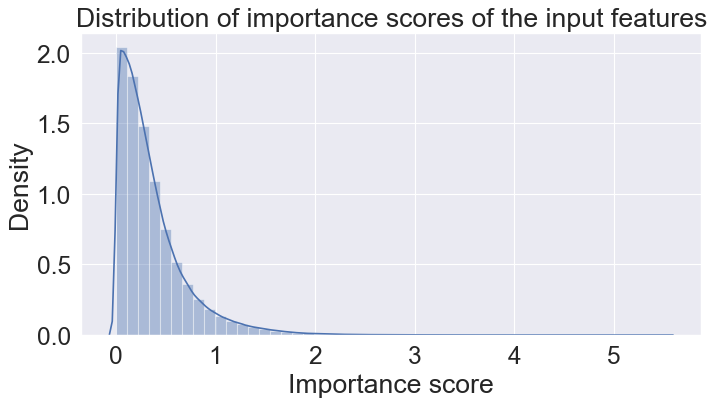 Distribution of importance scores of the input features
2.0
1.5
1.0
0.5
0.0
Density
0 1 2 3 4 5
Importance score